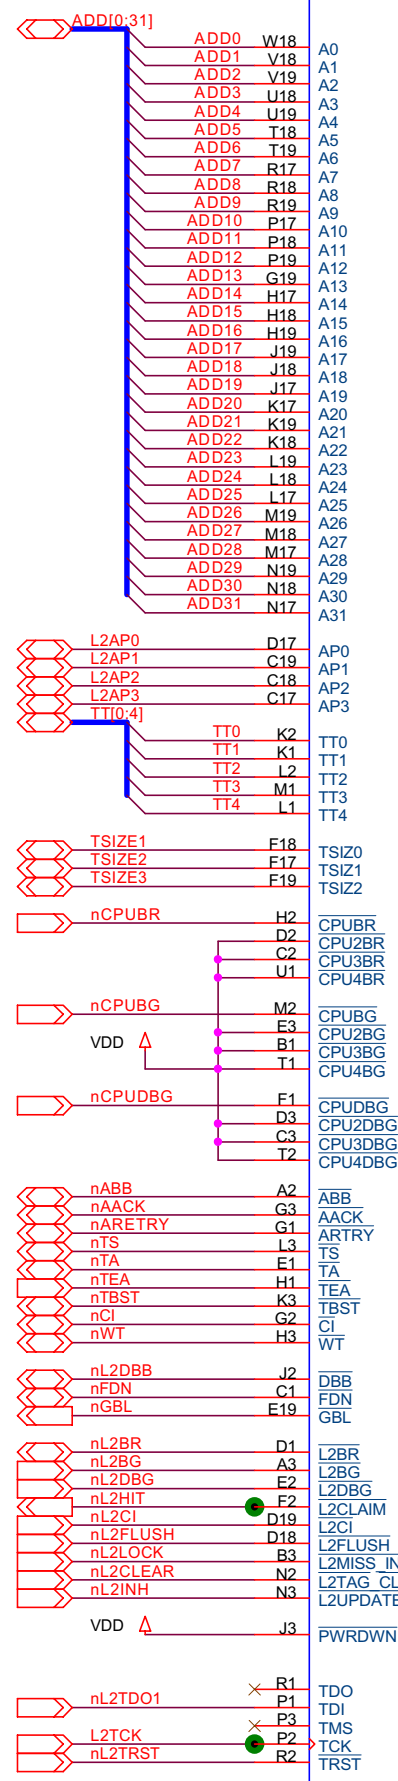 ADD[0:31]
ADD0 W18 A0
ADD1 V18 A1
ADD2 V19 A2
ADD3 U18 A3
ADD4 U19 A4
ADD5 T18 A5
ADD6 T19 A6
ADD7 R17 A7
ADD8 R18 A8
ADD9 R19 A9
ADD10 P17 A10
ADD11 P18 A11
ADD12 P19 A12
ADD13 G19 A13
ADD14 H17 A14
ADD15 H18 A15
ADD16 H19 A16
ADD17 J19 A17
ADD18 J18 A18
ADD19 J17 A19
ADD20 K17 A20
ADD21 K19 A21
ADD22 K18 A22
ADD23 L19 A23
ADD24 L18 A24
ADD25 L17 A25
ADD26 M19 A26
ADD27 M18 A27
ADD28 M17 A28
ADD29 N19 A29
ADD30 N18 A30
ADD31 N17 A31
L2AP0 D17 AP0
L2AP1 C19 AP1
L2AP2 C18 AP2
L2AP3 C17 AP3
TT[0:4]
TT0 K2 TT0
TT1 K1 TT1
TT2 L2 TT2
TT3 M1 TT3
TT4 L1 TT4
TSIZE1 F18 TSIZ0
TSIZE2 F17 TSIZ1
TSIZE3 F19 TSIZ2
nCPUBR H2 CPUBR
D2 CPU2BR
C2 CPU3BR
U1 CPU4BR
nCPUBG M2 CPUBG
E3 CPU2BG
VDD B1 CPU3BG
T1 CPU4BG
nCPUDBG F1 CPUDBG
D3 CPU2DBG
C3 CPU3DBG
T2 CPU4DBG
nABB A2 ABB
nAACK G3 AACK
nARETRY G1 ARTRY
nTS L3 TS
nTA E1 TA
nTEA H1 TEA
nTBST K3 TBST
nCI G2 CI
nWT H3 WT
nL2DBB J2 DBB
nFDN C1 FDN
nGBL E19 GBL
nL2BR D1 L2BR
nL2BG A3 L2BG
nL2DBG E2 L2DBG
nL2HIT F2 L2CLAIM
nL2CI D19 L2CI
nL2FLUSH D18 L2FLUSH
nL2LOCK B3 L2MISS_IN
nL2CLEAR N2 L2TAG_CL
nL2INH N3 L2UPDATE
VDD J3 PWRDWN
R1 TDO
nL2TDO1 P1 TDI
P3 TMS
L2TCK P2 TCK
nL2TRST R2 TRST